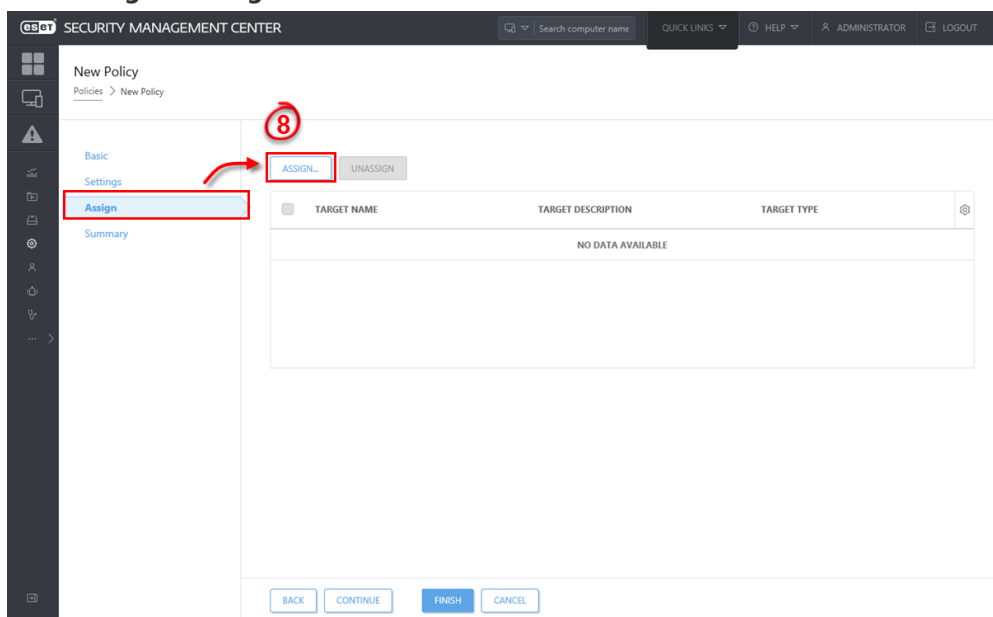 eseT SECURITY MANAGEMENT CENTER Search computer name QUICK LINKS HELP ADMINISTRATOR LOGOUT
New Policy
Policies > New Policy
8
Basic
Settings
Assign
Summary
ASSIGN... UNASSIGN
TARGET NAME TARGET DESCRIPTION TARGET TYPE
NO DATA AVAILABLE
BACK CONTINUE FINISH CANCEL